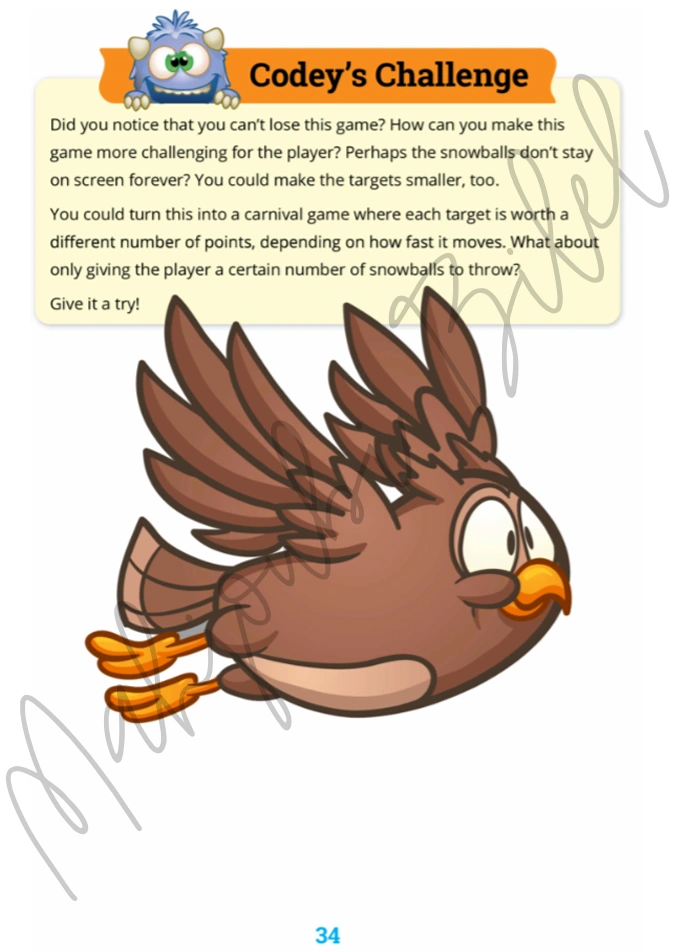 Codey's Challenge
Did you notice that you can't lose this game? How can you make this
game more challenging for the player? Perhaps the snowballs don't stay
on screen forever? You could make the targets smaller, too.
You could turn this into a carnival game where each target is worth a
different number of points, depending on how fast it moves. What about
only giving the player a certain number of snowballs to throw?
Give it a try!
34